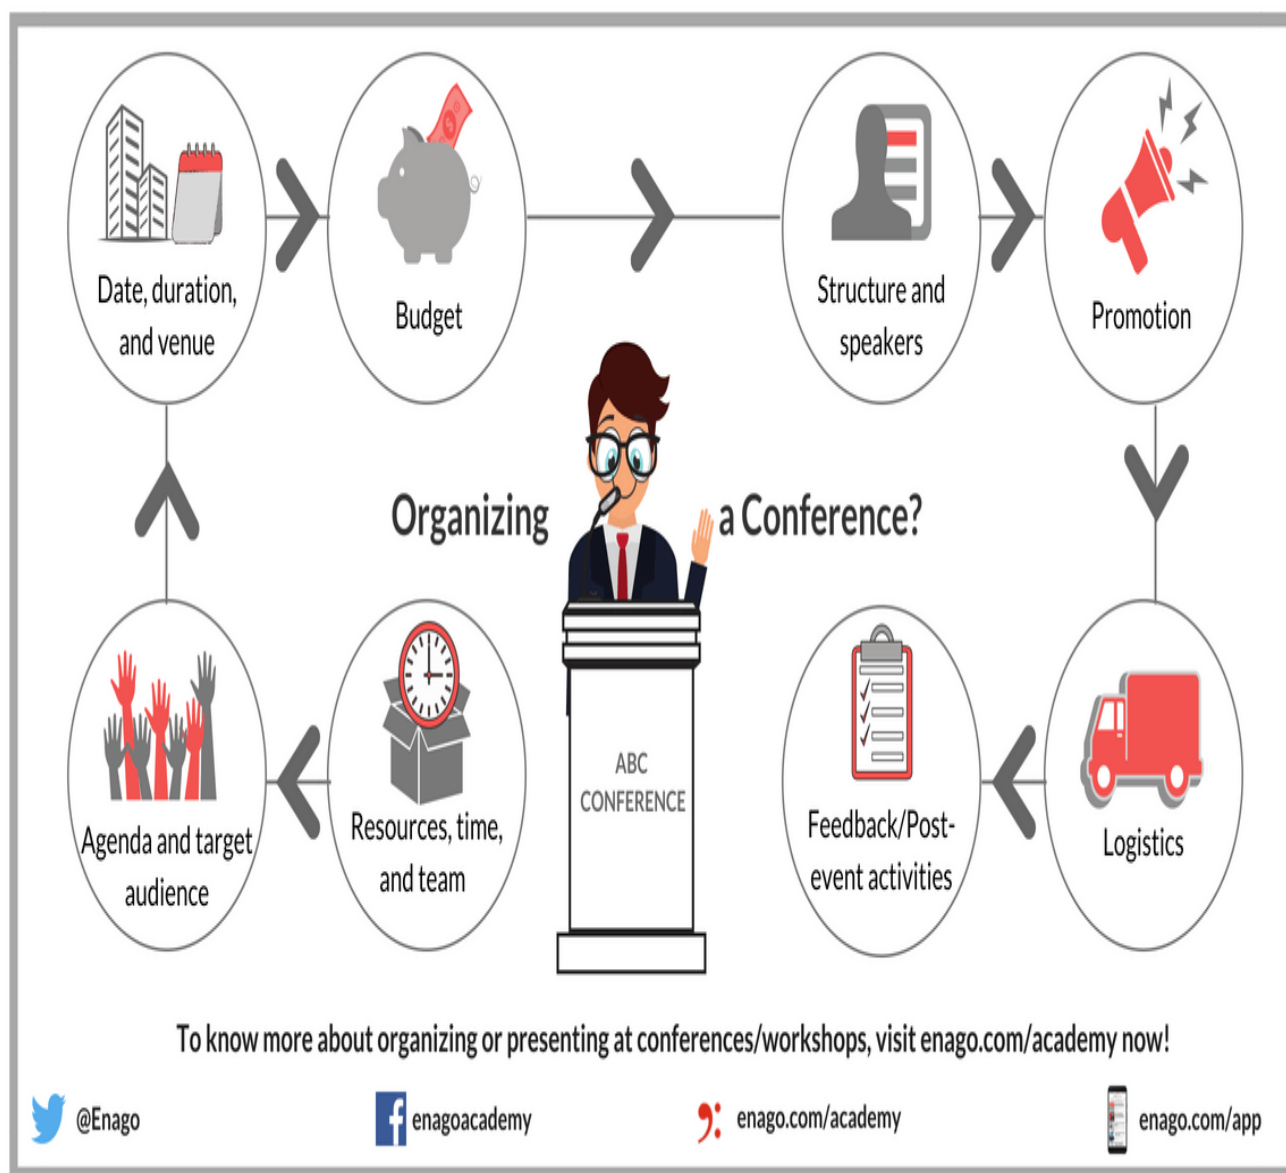 Date, duration,
and venue
Budget
Structure and
speakers
Promotion
Organizing a Conference?
Agenda and target
audience
Resources, time,
and team
ABC
CONFERENCE
Feedback/Post-
event activities
Logistics
To know more about organizing or presenting at conferences/workshops, visit enago.com/academy now!
@Enago
enagoacademy
enago.com/academy
enago.com/app